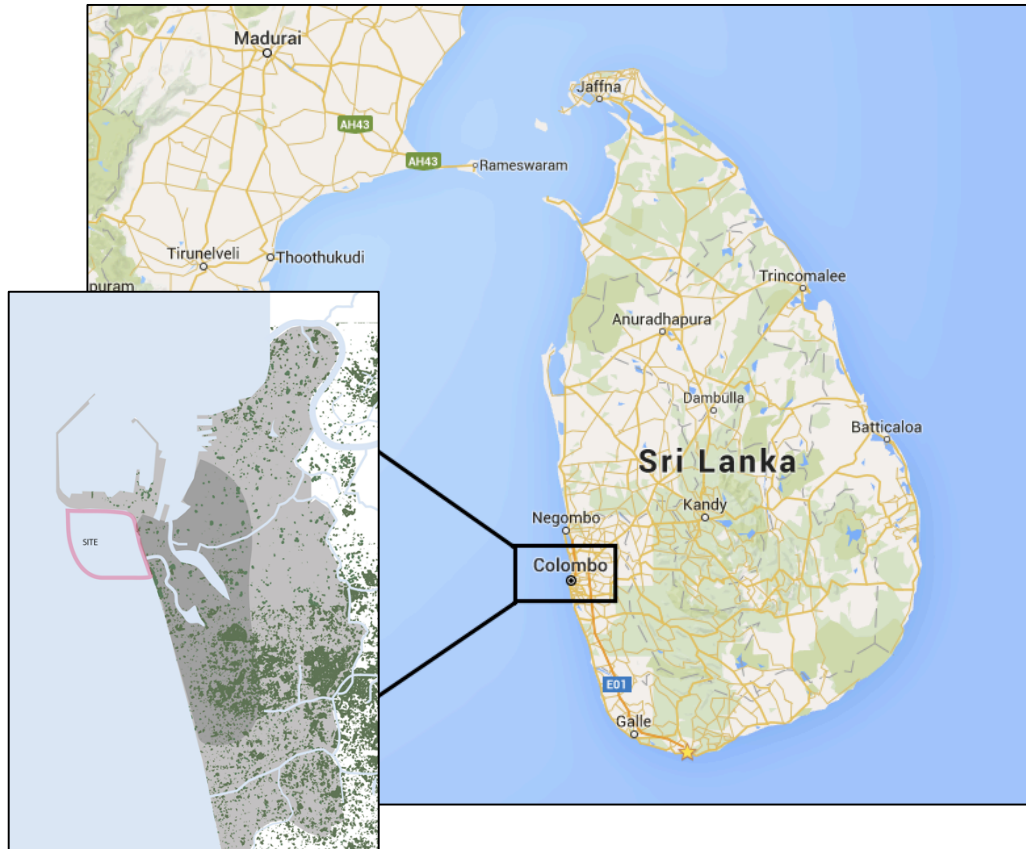 Madurai
Jaffna
AH43
AH43
Rameswaram
Tirunelveli
Thoothukudi
puram
Trincomalee
Anuradhapura
Dambulla
Batticaloa
Sri Lanka
Kandy
Negombo
SITE
Colombo
E01
Galle